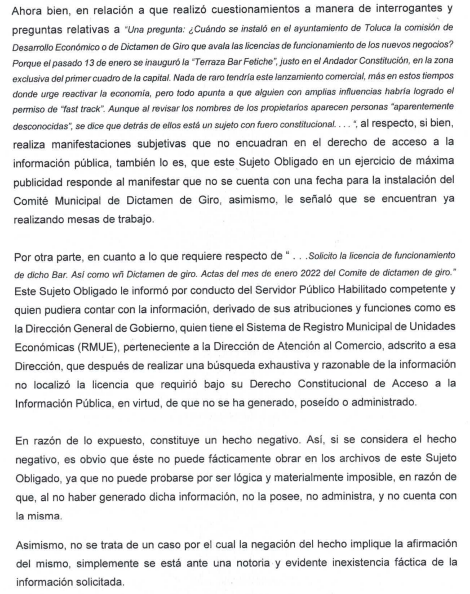 Ahora bien, en relación a que realizó cuestionamientos a manera de interrogantes y
preguntas relativas a “Una pregunta: ¿Cuándo se instaló en el ayuntamiento de Toluca la comisión de
Desarrollo Económico o de Dictamen de Giro que avala las licencias de funcionamiento de los nuevos negocios?
Porque el pasado 13 de enero se inauguró la “Terraza Bar Fetiche”, justo en el Andador Constitución, en la zona
exclusiva del primer cuadro de la capital. Nada de raro tendría este lanzamiento comercial, más en estos tiempos
donde urge reactivar la economía, pero todo apunta a que alguien con amplias influencias habría logrado el
permiso de “fast track”. Aunque al revisar los nombres de los propietarios aparecen personas “aparentemente
desconocidas”, se dice que detrás de ellos está un sujeto con fuero constitucional. . . . “, al respecto, si bien,
realiza manifestaciones subjetivas que no encuadran en el derecho de acceso a la
información pública, también lo es, que este Sujeto Obligado en un ejercicio de máxima
publicidad responde al manifestar que no se cuenta con una fecha para la instalación del
Comité Municipal de Dictamen de Giro, asimismo, le señaló que se encuentran ya
realizando mesas de trabajo.
Por otra parte, en cuanto a lo que requiere respecto de “ . . .Solicito la licencia de funcionamiento
de dicho Bar. Así como wñ Dictamen de giro. Actas del mes de enero 2022 del Comite de dictamen de giro.”
Este Sujeto Obligado le informó por conducto del Servidor Público Habilitado competente y
quien pudiera contar con la información, derivado de sus atribuciones y funciones como es
la Dirección General de Gobierno, quien tiene el Sistema de Registro Municipal de Unidades
Económicas (RMUE), perteneciente a la Dirección de Atención al Comercio, adscrito a esa
Dirección, que después de realizar una búsqueda exhaustiva y razonable de la información
no localizó la licencia que requirió bajo su Derecho Constitucional de Acceso a la
Información Pública, en virtud, de que no se ha generado, poseído o administrado.
En razón de lo expuesto, constituye un hecho negativo. Así, si se considera el hecho
negativo, es obvio que éste no puede fácticamente obrar en los archivos de este Sujeto
Obligado, ya que no puede probarse por ser lógica y materialmente imposible, en razón de
que, al no haber generado dicha información, no la posee, no administra, y no cuenta con
la misma.
Asimismo, no se trata de un caso por el cual la negación del hecho implique la afirmación
del mismo, simplemente se está ante una notoria y evidente inexistencia fáctica de la
información solicitada.